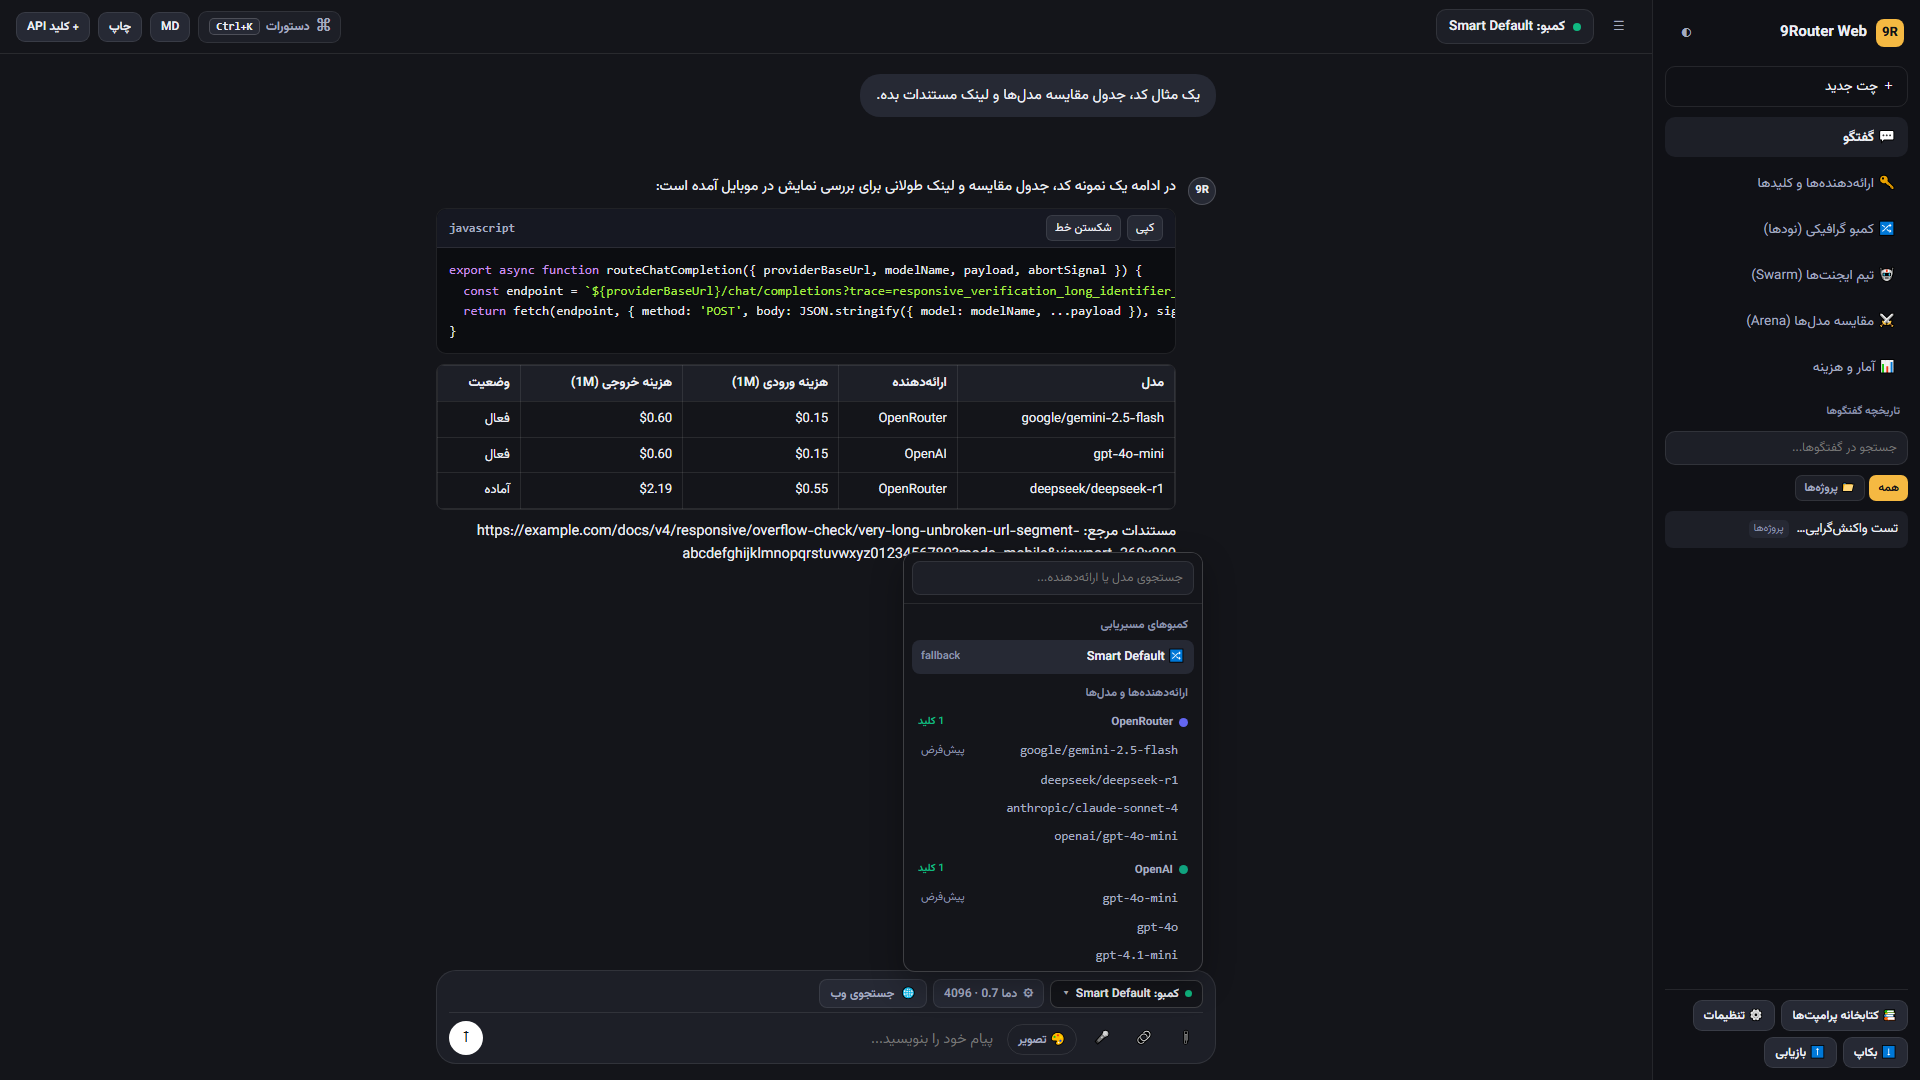 9R 9Router Web
+ چت جدید
گفتگو
ارائه‌دهنده‌ها و کلیدها
کمبو گرافیکی (نودها)
تیم ایجنت‌ها (Swarm)
مقایسه مدل‌ها (Arena)
آمار و هزینه
تاریخچه گفتگوها
جستجو در گفتگوها...
همه
پروژه‌ها
تست واکنش‌گرایی... پروژه‌ها
کتابخانه پرامپت‌ها
تنظیمات
بکاپ
بازیابی
کمبو: Smart Default
دستورات Ctrl+K
MD
چاپ
+ کلید API
یک مثال کد، جدول مقایسه مدل‌ها و لینک مستندات بده.
9R
در ادامه یک نمونه کد، جدول مقایسه و لینک طولانی برای بررسی نمایش در موبایل آمده است:
کپی شکستن خط javascript
export async function routeChatCompletion({ providerBaseUrl, modelName, payload, abortSignal }) {
const endpoint = `${providerBaseUrl}/chat/completions?trace=responsive_verification_long_identifier_
return fetch(endpoint, { method: 'POST', body: JSON.stringify({ model: modelName, ...payload }), sig
}
مدل ارائه‌دهنده هزینه ورودی (1M) هزینه خروجی (1M) وضعیت
google/gemini-2.5-flash OpenRouter $0.15 $0.60 فعال
gpt-4o-mini OpenAI $0.15 $0.60 فعال
deepseek/deepseek-r1 OpenRouter $0.55 $2.19 آماده
مستندات مرجع: https://example.com/docs/v4/responsive/overflow-check/very-long-unbroken-url-segment-
جستجوی مدل یا ارائه‌دهنده...
کمبوهای مسیریابی
Smart Default fallback
ارائه‌دهنده‌ها و مدل‌ها
OpenRouter 1 کلید
google/gemini-2.5-flash پیش‌فرض
deepseek/deepseek-r1
anthropic/claude-sonnet-4
openai/gpt-4o-mini
OpenAI 1 کلید
gpt-4o-mini پیش‌فرض
gpt-4o
gpt-4.1-mini
کمبو: Smart Default
دما 0.7 · 4096
جستجوی وب
تصویر
پیام خود را بنویسید...